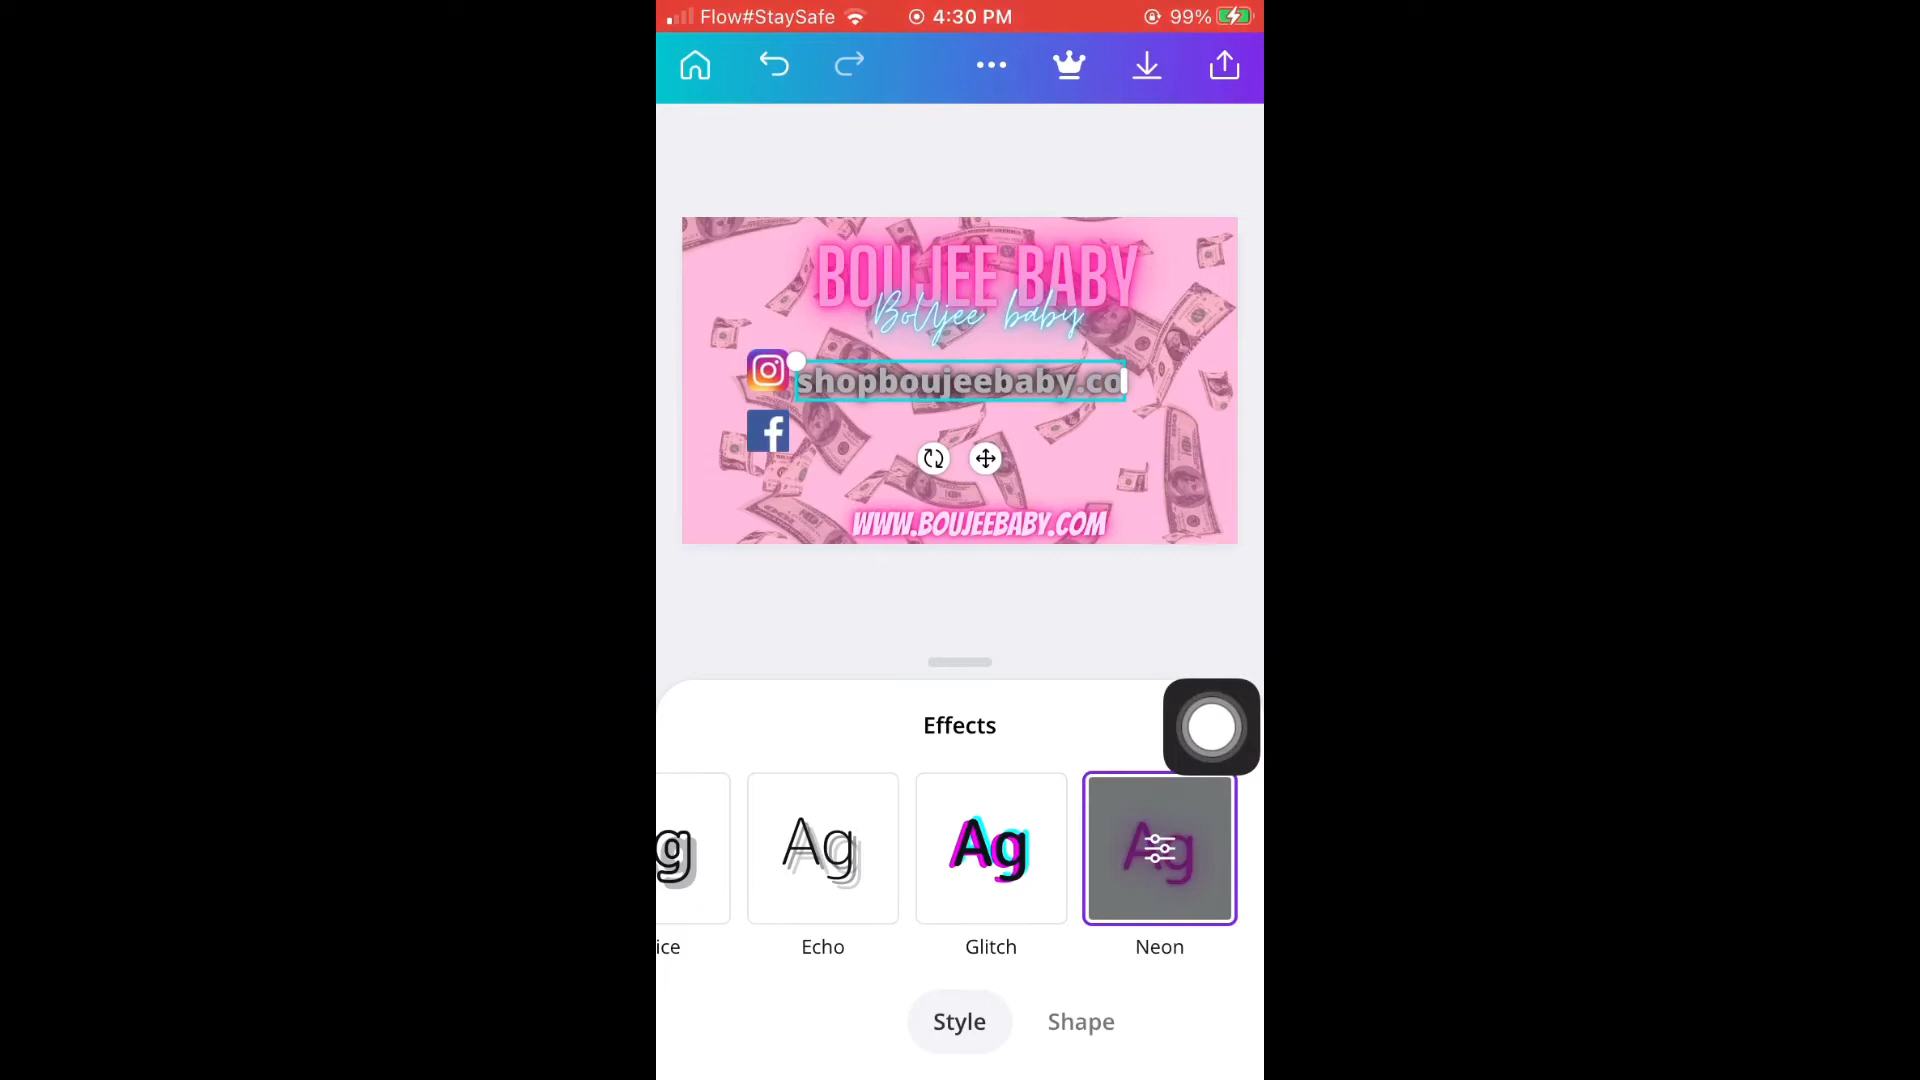 Flow#StaySafe 4:30 PM 99%
BOUJEE BABY
Boujee baby
shopboujeebaby.co
WWW.BOUJEEBABY.COM
Effects
Ag Ag Ag
ice Echo Glitch Neon
Style Shape